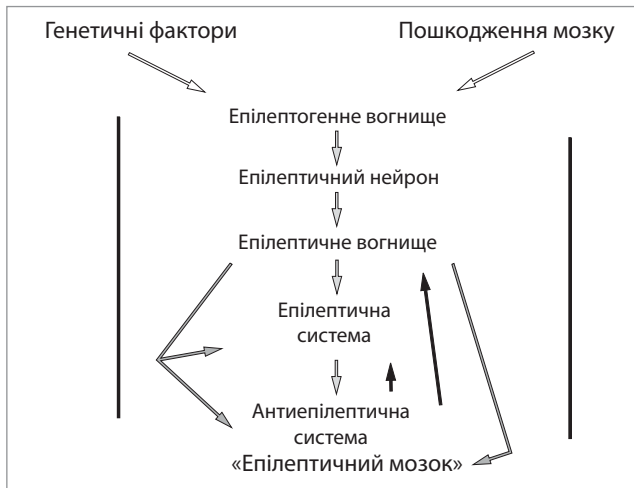 Генетичні фактори
Пошкодження мозку
Епілептогенне вогнище
Епілептичний нейрон
Епілептичне вогнище
Епілептична
система
Антиепілептична
система
«Епілептичний мозок»